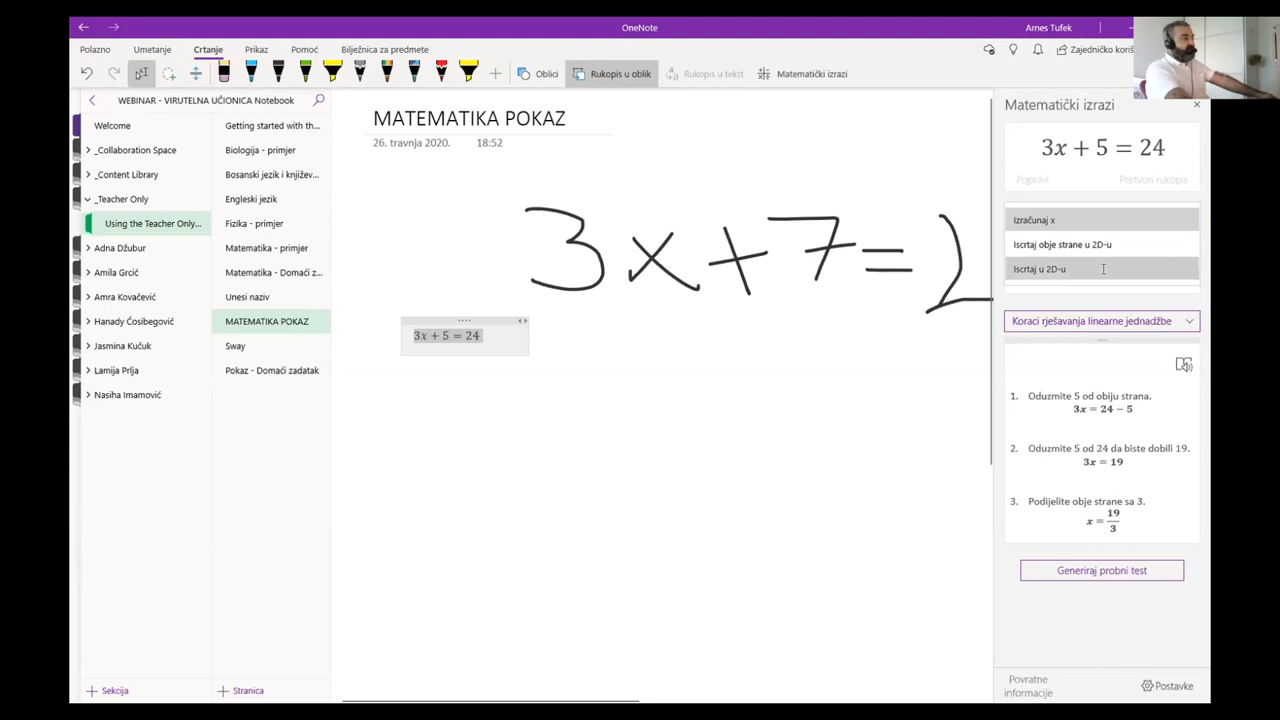 OneNote
Arnes Tufek
Polazno Umetanje Crtanje Prikaz Pomoć Bilježnica za predmete
Zajedničko koriš
Oblici Rukopis u oblik Rukopis u tekst Matematički izrazi
WEBINAR - VIRUTELNA UČIONICA Notebook
Welcome
_Collaboration Space
_Content Library
_Teacher Only
Using the Teacher Only...
Adna Džubur
Amila Grcić
Amra Kovačević
Hanady Ćosibegović
Jasmina Kučuk
Lamija Prlja
Nasiha Imamović
Sekcija
Getting started with th...
Biologija - primjer
Bosanski jezik i književ...
Engleski jezik
Fizika - primjer
Matematika - primjer
Matematika - Domaći z...
Unesi naziv
MATEMATIKA POKAZ
Sway
Pokaz - Domaći zadatak
Stranica
MATEMATIKA POKAZ
26. travnja 2020. 18:52
3x+7=2
3x + 5 = 24
Matematički izrazi
3x + 5 = 24
Popravi Pretvori rukopis
Izračunaj x
Iscrtaj obje strane u 2D-u
Iscrtaj u 2D-u
Koraci rješavanja linearne jednadžbe
1. Oduzmite 5 od obiju strana.
3x = 24 − 5
2. Oduzmite 5 od 24 da biste dobili 19.
3x = 19
3. Podijelite obje strane sa 3.
x = 19/3
Generiraj probni test
Povratne
informacije
Postavke